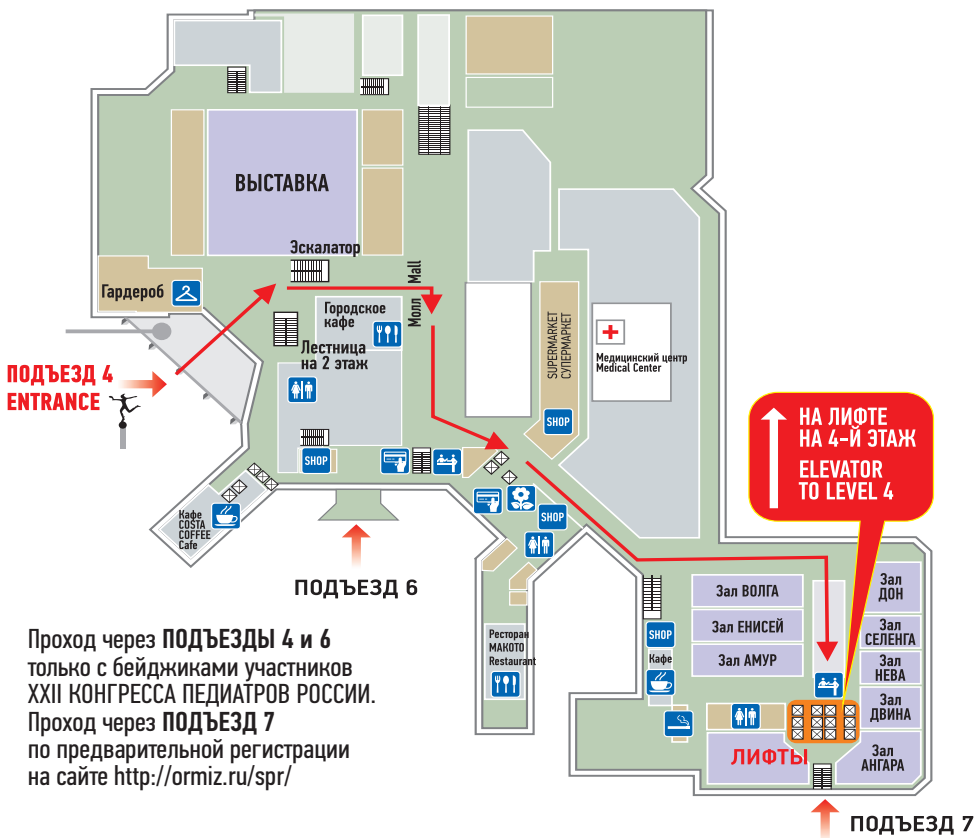 ВЫСТАВКА
Эскалатор
Mall
Молл
Гардероб
Городское
кафе
Лестница
на 2 этаж
SUPERMARKET
СУПЕРМАРКЕТ
Медицинский центр
Medical Center
ПОДЪЕЗД 4
ENTRANCE
SHOP
SHOP
SHOP
Кафе
COSTA
COFFEE
Cafe
НА ЛИФТЕ
НА 4-Й ЭТАЖ
ELEVATOR
TO LEVEL 4
ПОДЪЕЗД 6
Ресторан
МАКОТО
Restaurant
SHOP
Кафе
Зал ВОЛГА
Зал ЕНИСЕЙ
Зал АМУР
Зал
ДОН
Зал
СЕЛЕНГА
Зал
НЕВА
Зал
ДВИНА
Зал
АНГАРА
ЛИФТЫ
ПОДЪЕЗД 7
Проход через ПОДЪЕЗДЫ 4 и 6
только с бейджиками участников
XXII КОНГРЕССА ПЕДИАТРОВ РОССИИ.
Проход через ПОДЪЕЗД 7
по предварительной регистрации
на сайте http://ormiz.ru/spr/